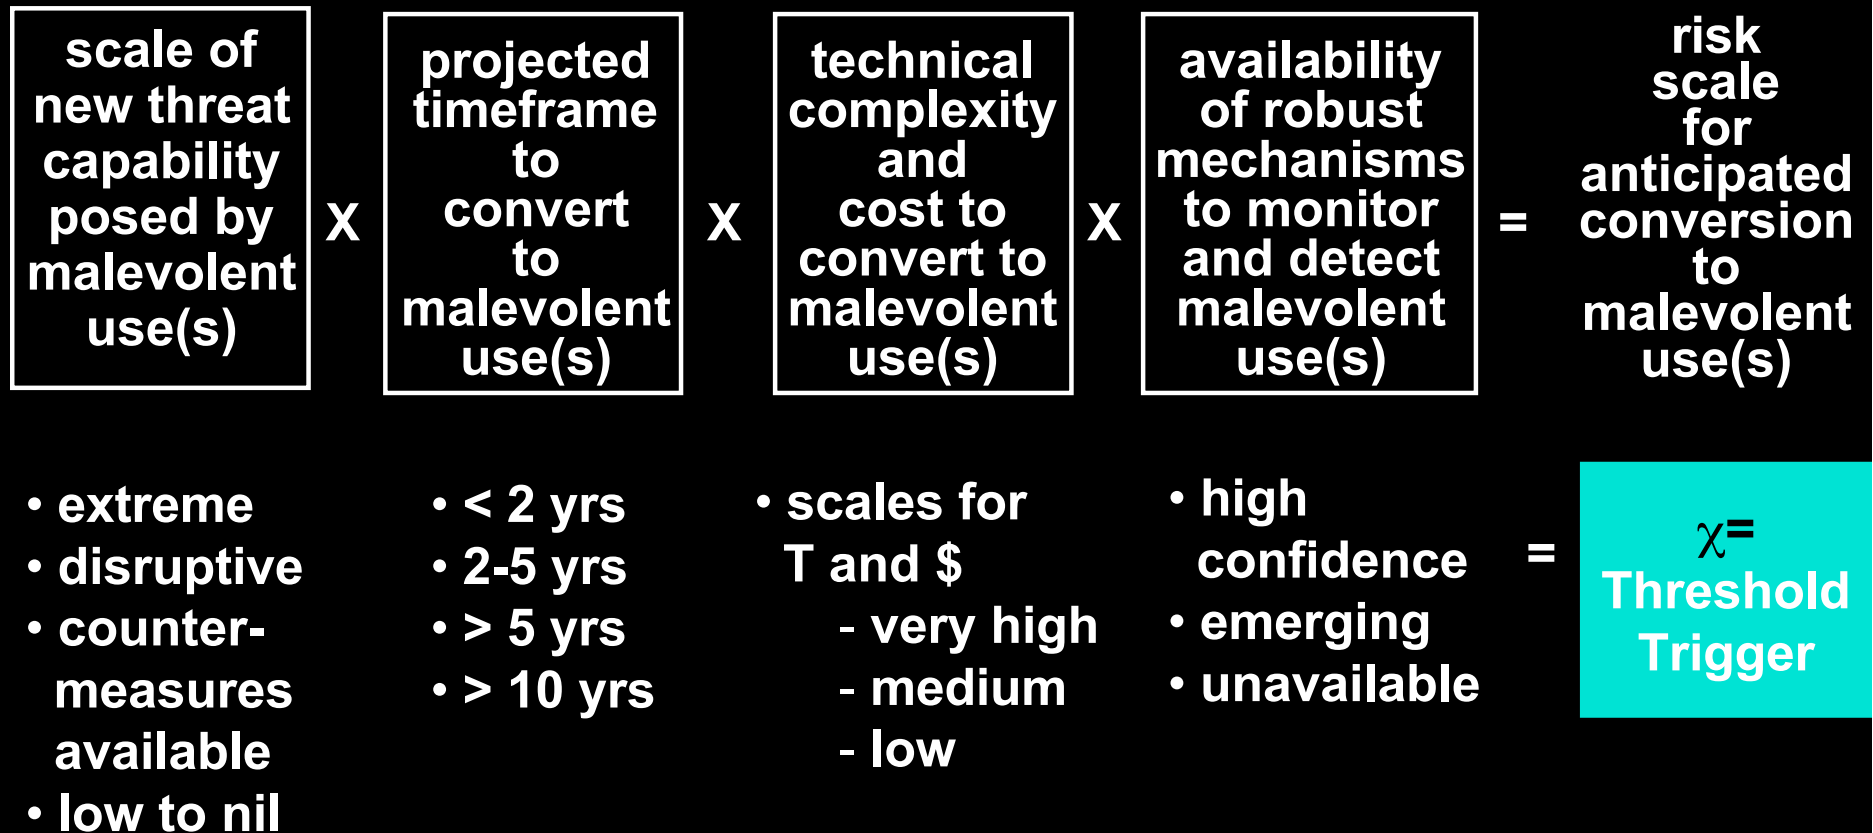 scale of
new threat
capability
posed by
malevolent
use(s)
X
projected
timeframe
to
convert
to
malevolent
use(s)
X
technical
complexity
and
cost to
convert to
malevolent
use(s)
X
availability
of robust
mechanisms
to monitor
and detect
malevolent
use(s)
=
risk
scale
for
anticipated
conversion
to
malevolent
use(s)
• extreme
• disruptive
• counter-
measures
available
• low to nil
• < 2 yrs
• 2-5 yrs
• > 5 yrs
• > 10 yrs
• scales for
T and $
- very high
- medium
- low
• high
confidence
• emerging
• unavailable
=
χ=
Threshold
Trigger